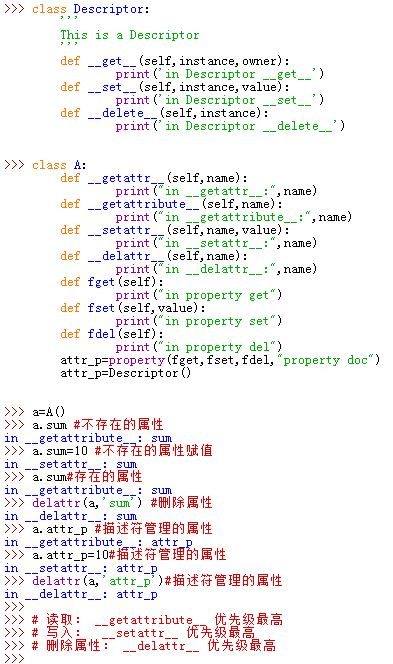 >>> class Descriptor:
        '''
        This is a Descriptor
        '''
        def __get__(self,instance,owner):
                print('in Descriptor __get__')
        def __set__(self,instance,value):
                print('in Descriptor __set__')
        def __delete__(self,instance):
                print('in Descriptor __delete__')
>>> class A:
        def __getattr__(self,name):
                print("in __getattr__:",name)
        def __getattribute__(self,name):
                print("in __getattribute__:",name)
        def __setattr__(self,name,value):
                print("in __setattr__:",name)
        def __delattr__(self,name):
                print("in __delattr__:",name)
        def fget(self):
                print("in property get")
        def fset(self,value):
                print("in property set")
        def fdel(self):
                print("in property del")
        attr_p=property(fget,fset,fdel,"property doc")
        attr_p=Descriptor()
>>> a=A()
>>> a.sum #不存在的属性
in __getattribute__: sum
>>> a.sum=10 #不存在的属性赋值
in __setattr__: sum
>>> a.sum#存在的属性
in __getattribute__: sum
>>> delattr(a,'sum') #删除属性
in __delattr__: sum
>>> a.attr_p #描述符管理的属性
in __getattribute__: attr_p
>>> a.attr_p=10#描述符管理的属性
in __setattr__: attr_p
>>> delattr(a,'attr_p')#描述符管理的属性
in __delattr__: attr_p
>>>
>>> # 读取: __getattribute__ 优先级最高
>>> # 写入: __setattr__ 优先级最高
>>> # 删除属性: __delattr__ 优先级最高
>>>